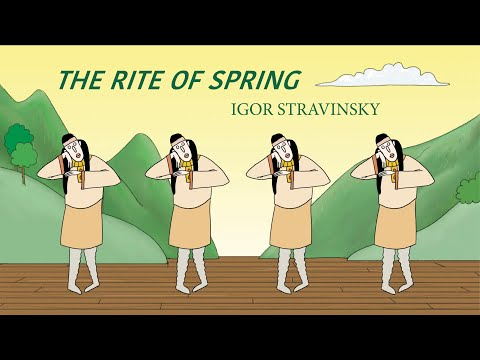 THE RITE OF SPRING
IGOR STRAVINSKY